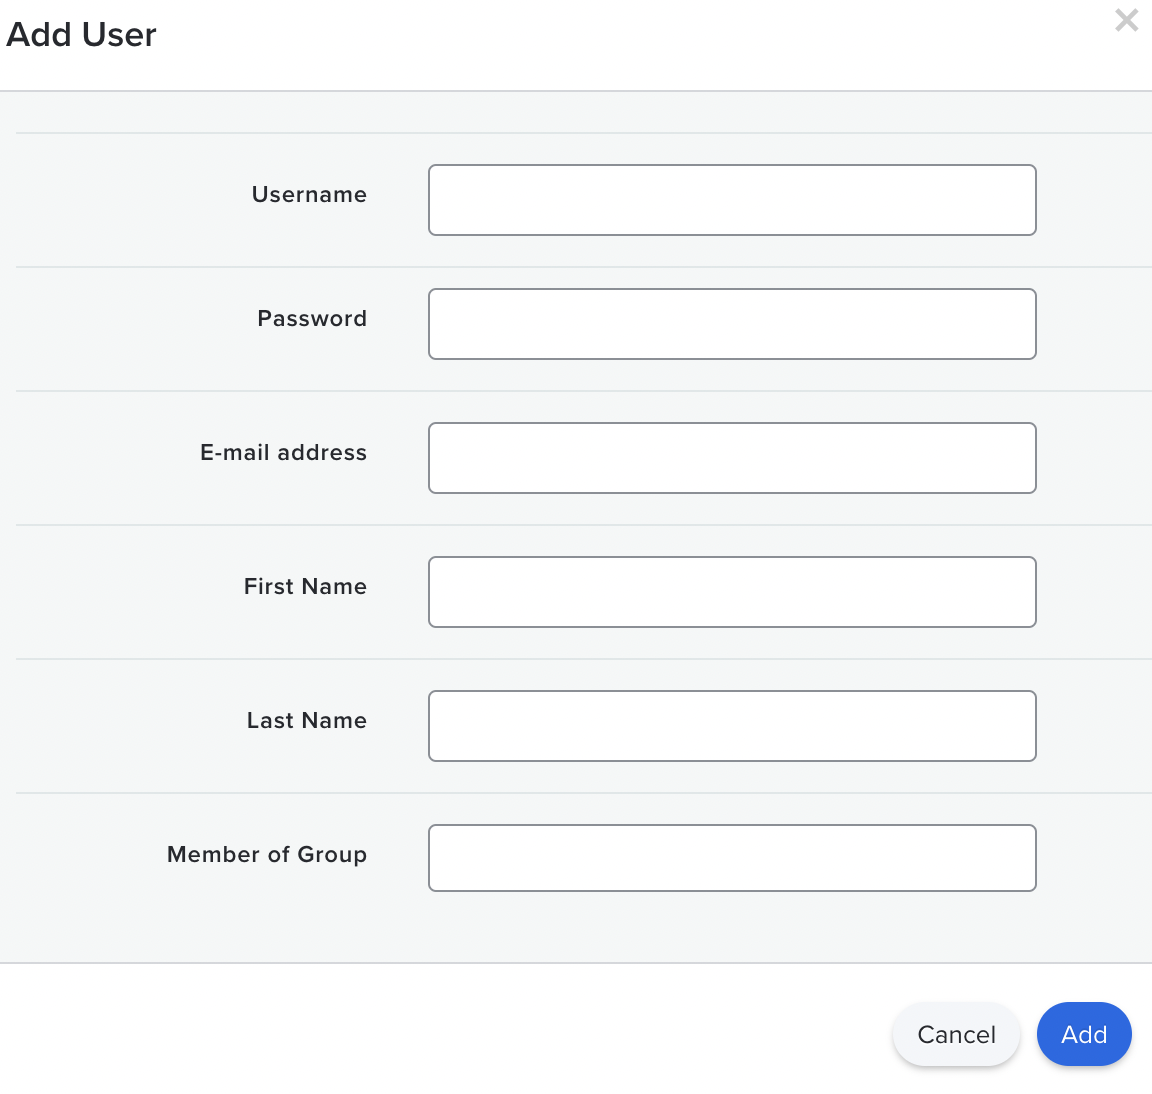 Add User
Username
Password
E-mail address
First Name
Last Name
Member of Group
Cancel Add